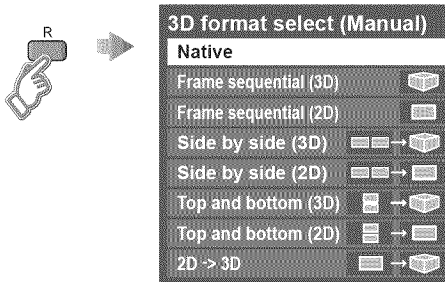 R
3D format select (Manual)
Native
Frame sequential (3D)
Frame sequential (2D)
Side by side (3D)
Side by side (2D)
Top and bottom (3D)
Top and bottom (2D)
2D -> 3D